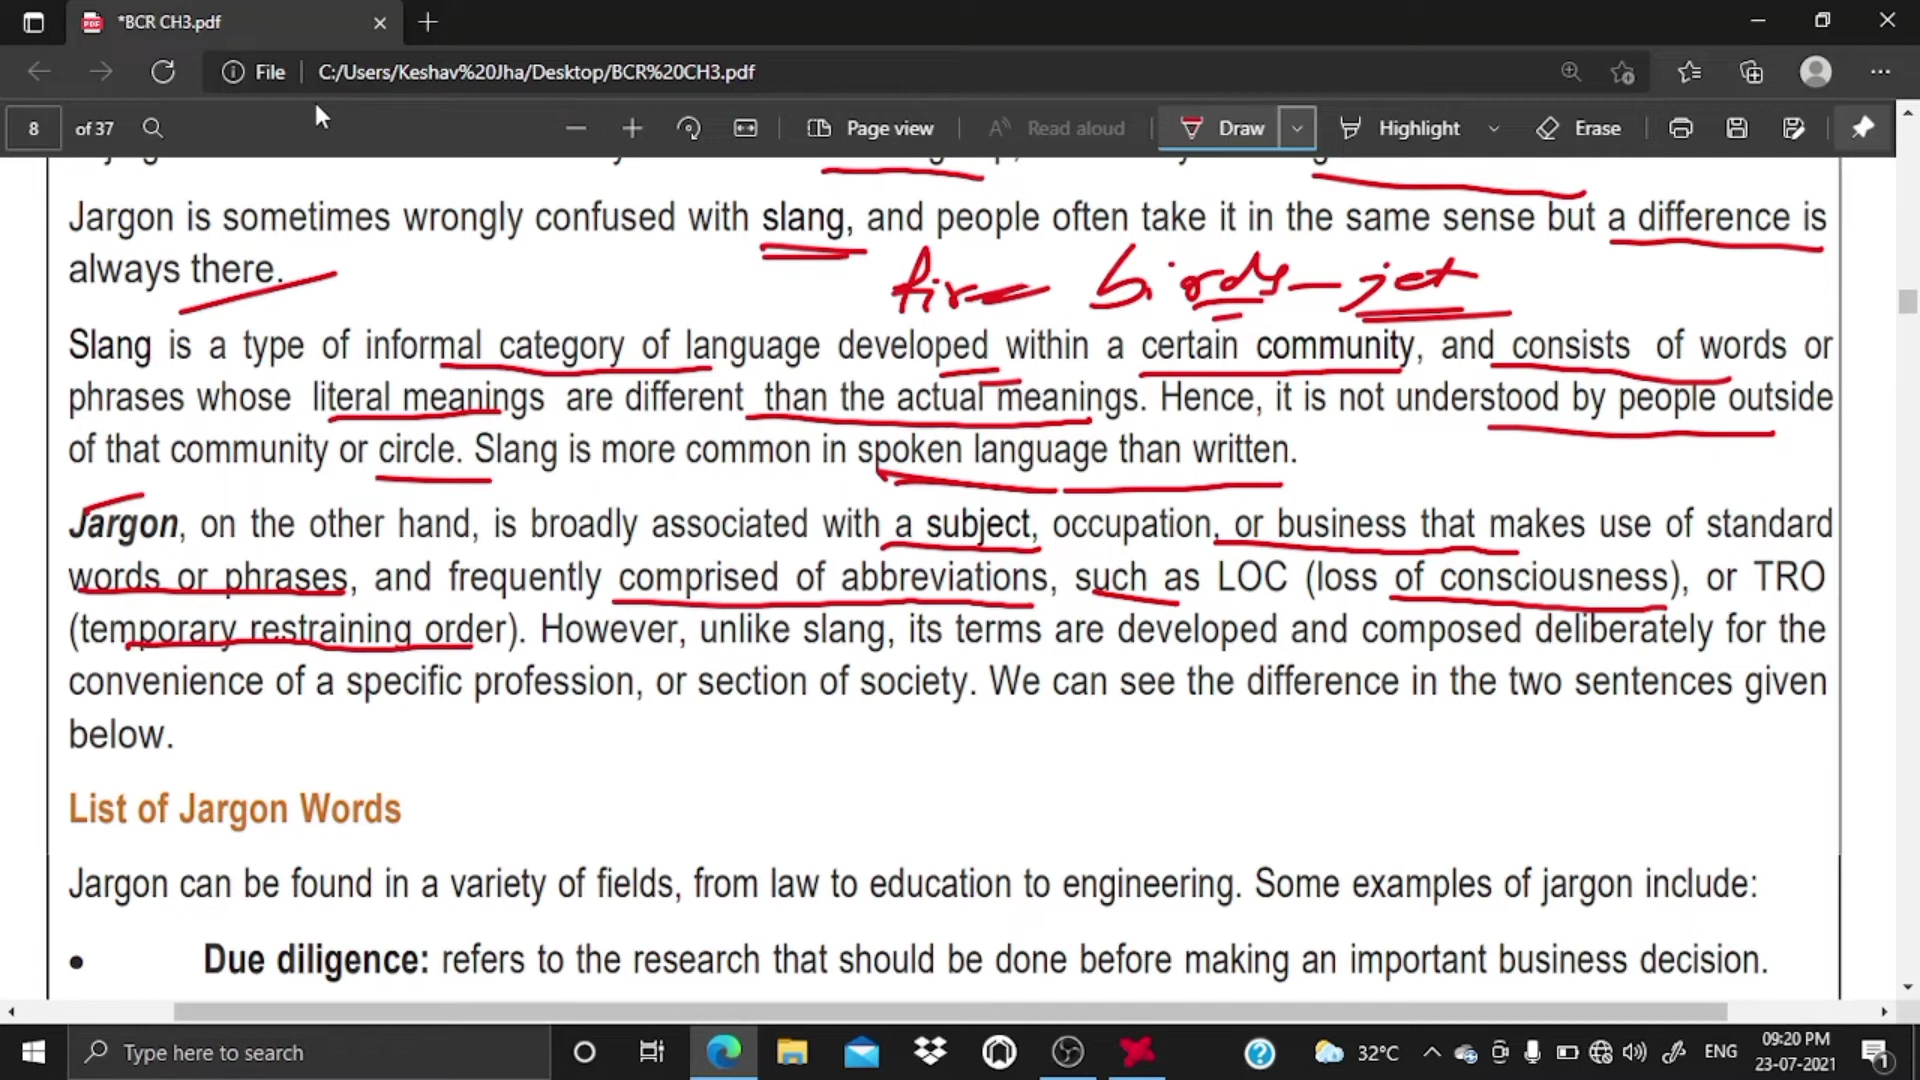 *BCR CH3.pdf
File
C:/Users/Keshav%20Jha/Desktop/BCR%20CH3.pdf
8 of 37
Page view
Read aloud
Draw
Highlight
Erase
Jargon is sometimes wrongly confused with slang, and people often take it in the same sense but a difference is
always there.
fire birds - jet
Slang is a type of informal category of language developed within a certain community, and consists of words or
phrases whose literal meanings are different than the actual meanings. Hence, it is not understood by people outside
of that community or circle. Slang is more common in spoken language than written.
Jargon, on the other hand, is broadly associated with a subject, occupation, or business that makes use of standard
words or phrases, and frequently comprised of abbreviations, such as LOC (loss of consciousness), or TRO
(temporary restraining order). However, unlike slang, its terms are developed and composed deliberately for the
convenience of a specific profession, or section of society. We can see the difference in the two sentences given
below.
List of Jargon Words
Jargon can be found in a variety of fields, from law to education to engineering. Some examples of jargon include:
• Due diligence: refers to the research that should be done before making an important business decision.
Type here to search
32°C
ENG
09:20 PM
23-07-2021
1